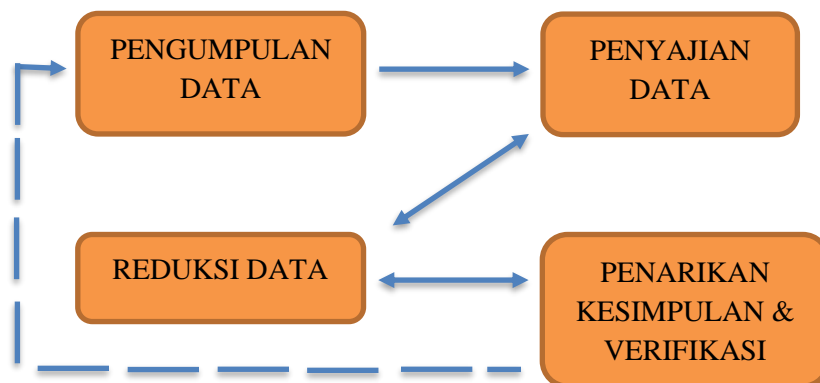 PENGUMPULAN
DATA
PENYAJIAN
DATA
REDUKSI DATA
PENARIKAN
KESIMPULAN &
VERIFIKASI